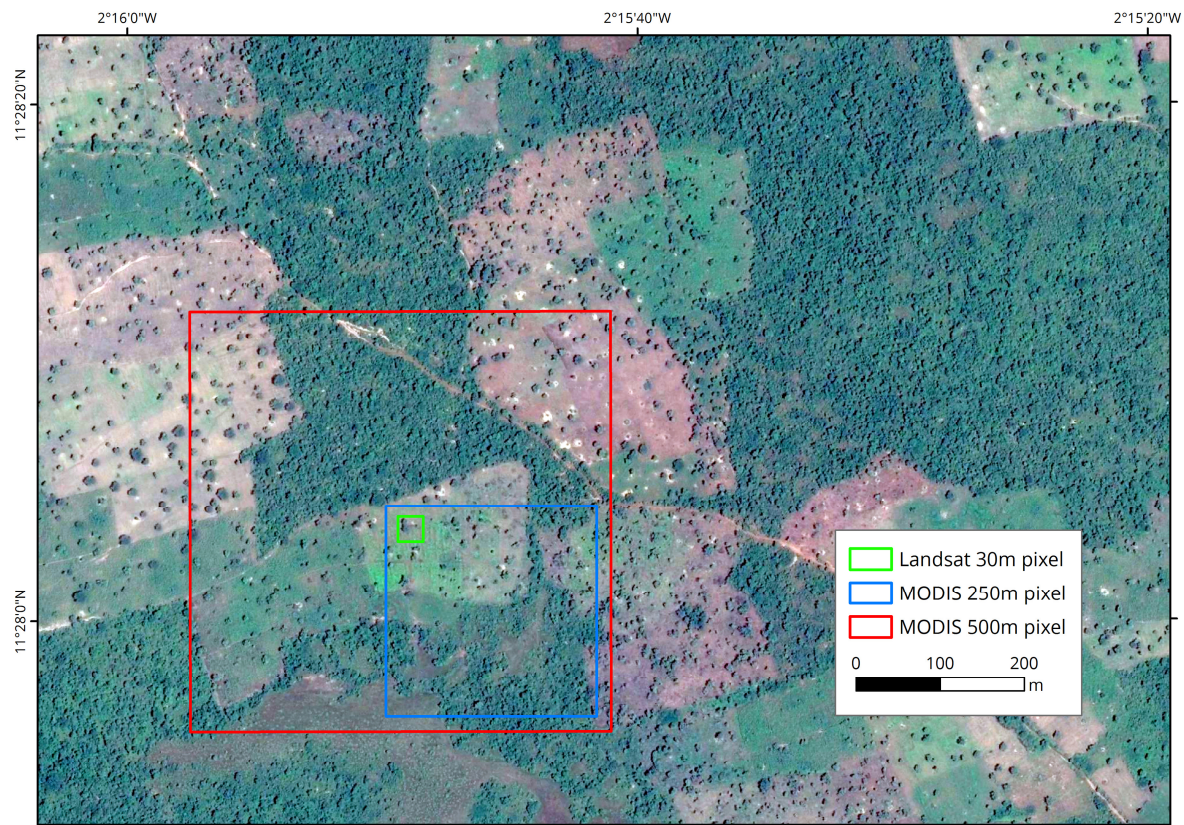 2°16'0"W 2°15'40"W 2°15'20"W
11°28'20"N
11°28'0"N
Landsat 30m pixel
MODIS 250m pixel
MODIS 500m pixel
0 100 200
m